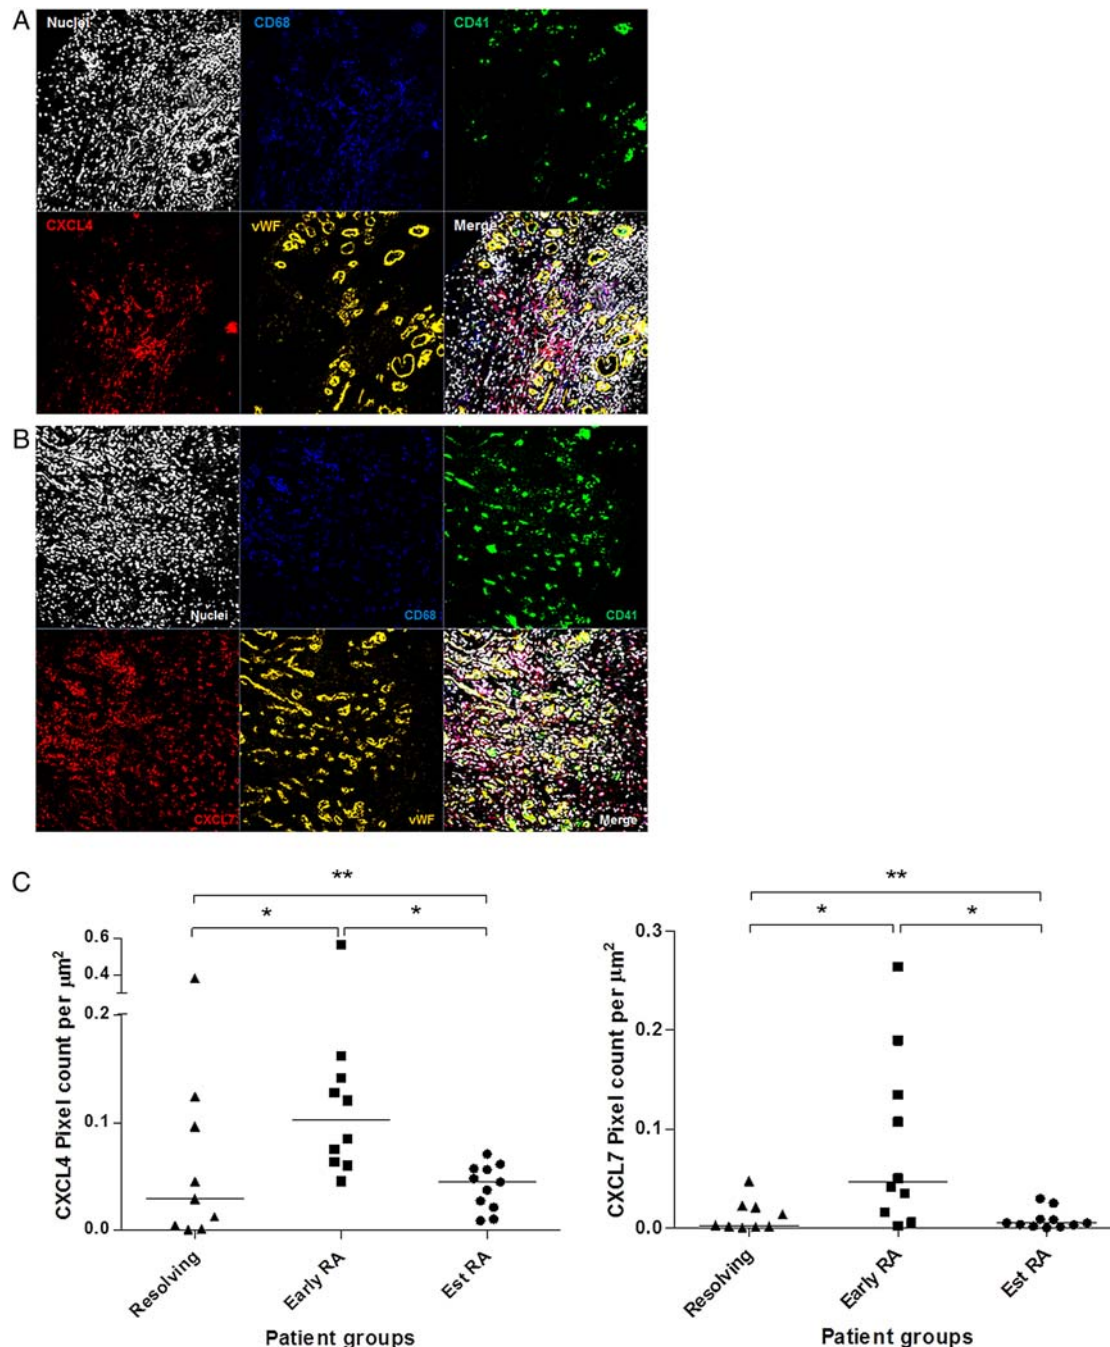 A
Nuclei
CD68
CD41
CXCL4
vWF
Merge
B
Nuclei
CD68
CD41
CXCL7
vWF
Merge
C
**
*
*
CXCL4 Pixel count per μm²
0.6
0.4
0.2
0.1
0.0
Resolving
Early RA
Est RA
Patient groups
**
*
*
CXCL7 Pixel count per μm²
0.3
0.2
0.1
0.0
Resolving
Early RA
Est RA
Patient groups